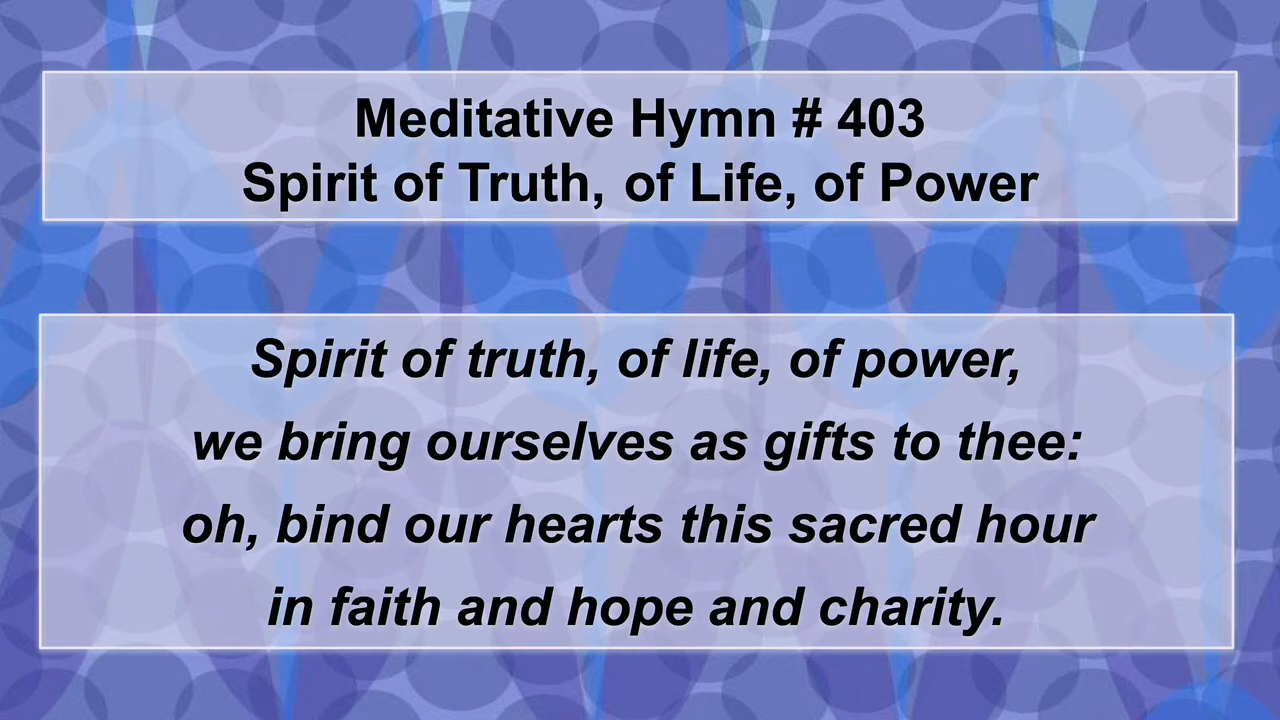 Meditative Hymn # 403
Spirit of Truth, of Life, of Power
Spirit of truth, of life, of power,
we bring ourselves as gifts to thee:
oh, bind our hearts this sacred hour
in faith and hope and charity.